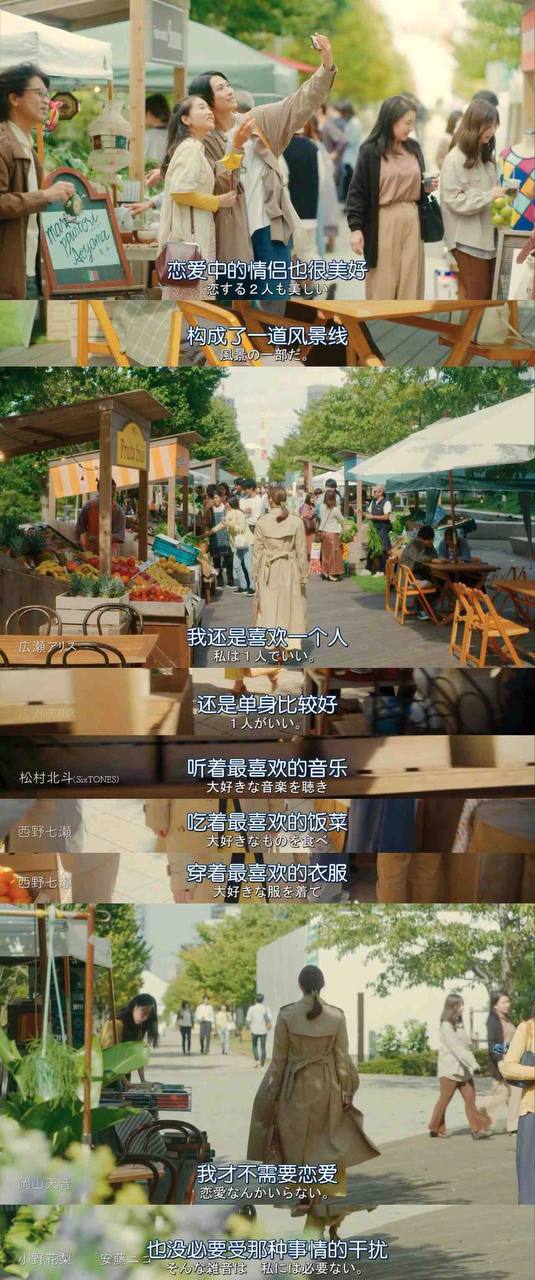 Marché
Aoyama
恋爱中的情侣也很美好
恋する２人も美しい
构成了一道风景线
風景の一部だ。
広瀬アリス
我还是喜欢一个人
私は１人でいい。
还是单身比较好
１人がいい。
松村北斗(SixTONES)
听着最喜欢的音乐
大好きな音楽を聴き
西野七瀬
吃着最喜欢的饭菜
大好きなものを食べ
西野七瀬
穿着最喜欢的衣服
大好きな服を着て
岡山天音
我才不需要恋爱
恋愛なんかいらない。
小野花梨　安藤ニコ
也没必要受那种事情的干扰
そんな雑音は　私には必要ない。